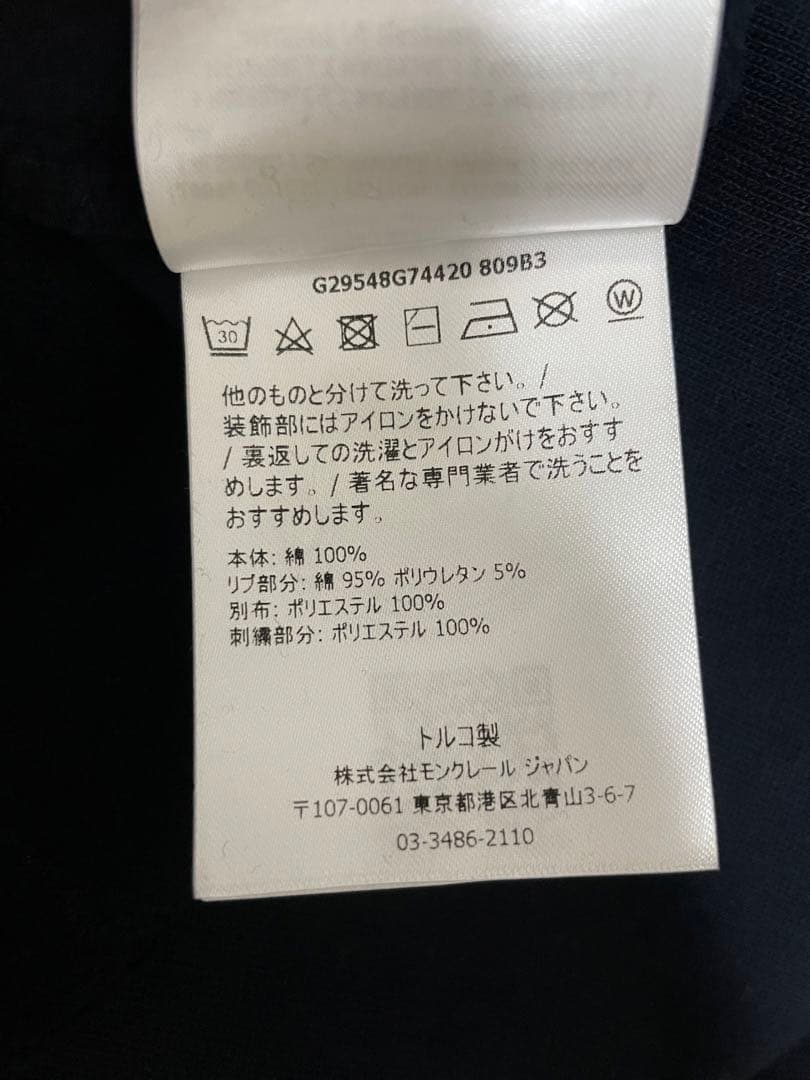 G29548G74420 809B3
30
W
他のものと分けて洗って下さい。/
装飾部にはアイロンをかけないで下さい。
/ 裏返しての洗濯とアイロンがけをおすす
めします。/ 著名な専門業者で洗うことを
おすすめします。
本体: 綿 100%
リブ部分: 綿 95% ポリウレタン 5%
別布: ポリエステル 100%
刺繍部分: ポリエステル 100%
トルコ製
株式会社モンクレール ジャパン
〒107-0061 東京都港区北青山3-6-7
03-3486-2110